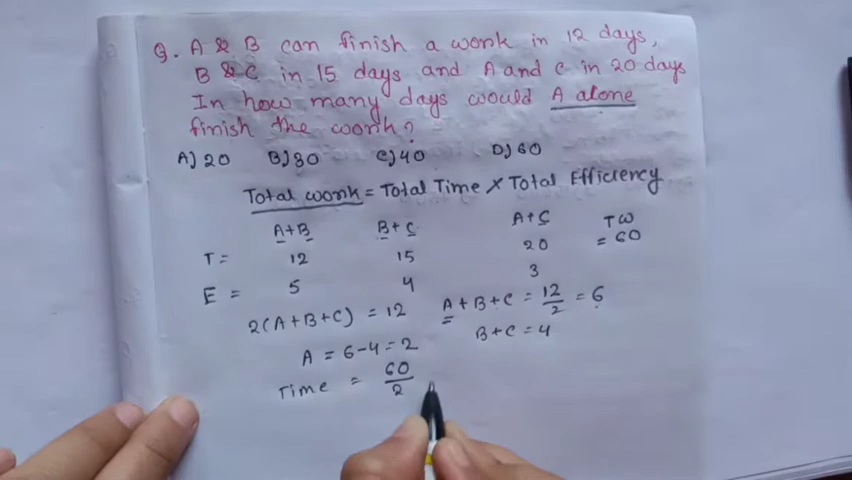 Q. A & B can finish a work in 12 days,
B & C in 15 days and A and C in 20 days
In how many days would A alone
finish the work?
A) 20 B) 30 C) 40 D) 60
Total work = Total Time × Total Efficiency
A+B B+C A+C TW
T = 12 15 20 = 60
E = 5 4 3
2(A+B+C) = 12 A+B+C = 12/2 = 6
B+C = 4
A = 6-4 = 2
Time = 60/2